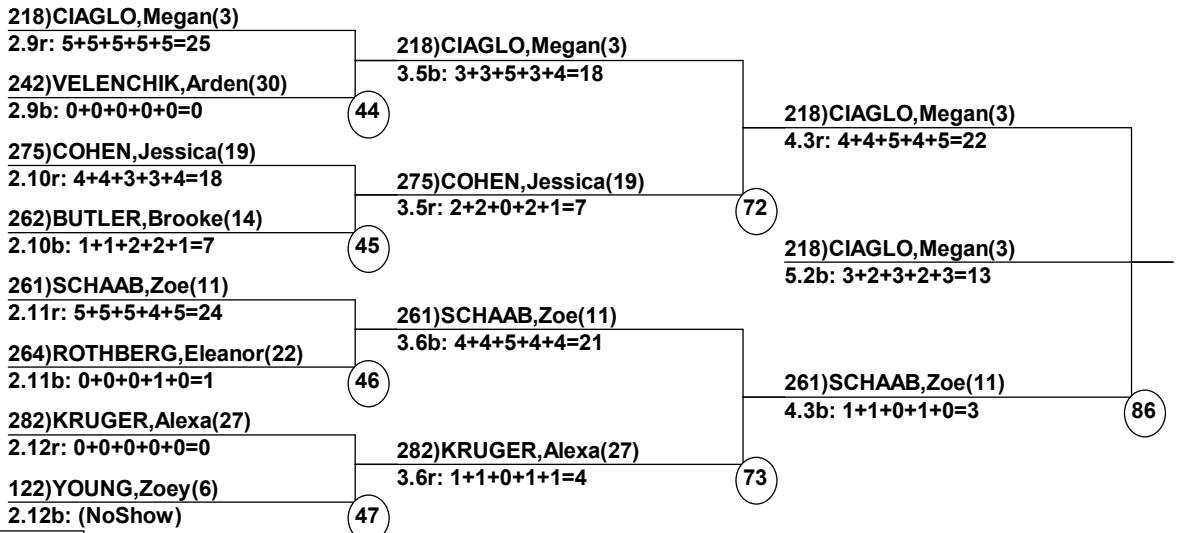 218)CIAGLO,Megan(3)
2.9r: 5+5+5+5+5=25
242)VELENCHIK,Arden(30)
2.9b: 0+0+0+0+0=0
44
275)COHEN,Jessica(19)
2.10r: 4+4+3+3+4=18
262)BUTLER,Brooke(14)
2.10b: 1+1+2+2+1=7
45
261)SCHAAB,Zoe(11)
2.11r: 5+5+5+4+5=24
264)ROTHBERG,Eleanor(22)
2.11b: 0+0+0+1+0=1
46
282)KRUGER,Alexa(27)
2.12r: 0+0+0+0+0=0
122)YOUNG,Zoey(6)
2.12b: (NoShow)
47
218)CIAGLO,Megan(3)
3.5b: 3+3+5+3+4=18
275)COHEN,Jessica(19)
3.5r: 2+2+0+2+1=7
72
261)SCHAAB,Zoe(11)
3.6b: 4+4+5+4+4=21
282)KRUGER,Alexa(27)
3.6r: 1+1+0+1+1=4
73
218)CIAGLO,Megan(3)
4.3r: 4+4+5+4+5=22
218)CIAGLO,Megan(3)
5.2b: 3+2+3+2+3=13
261)SCHAAB,Zoe(11)
4.3b: 1+1+0+1+0=3
86